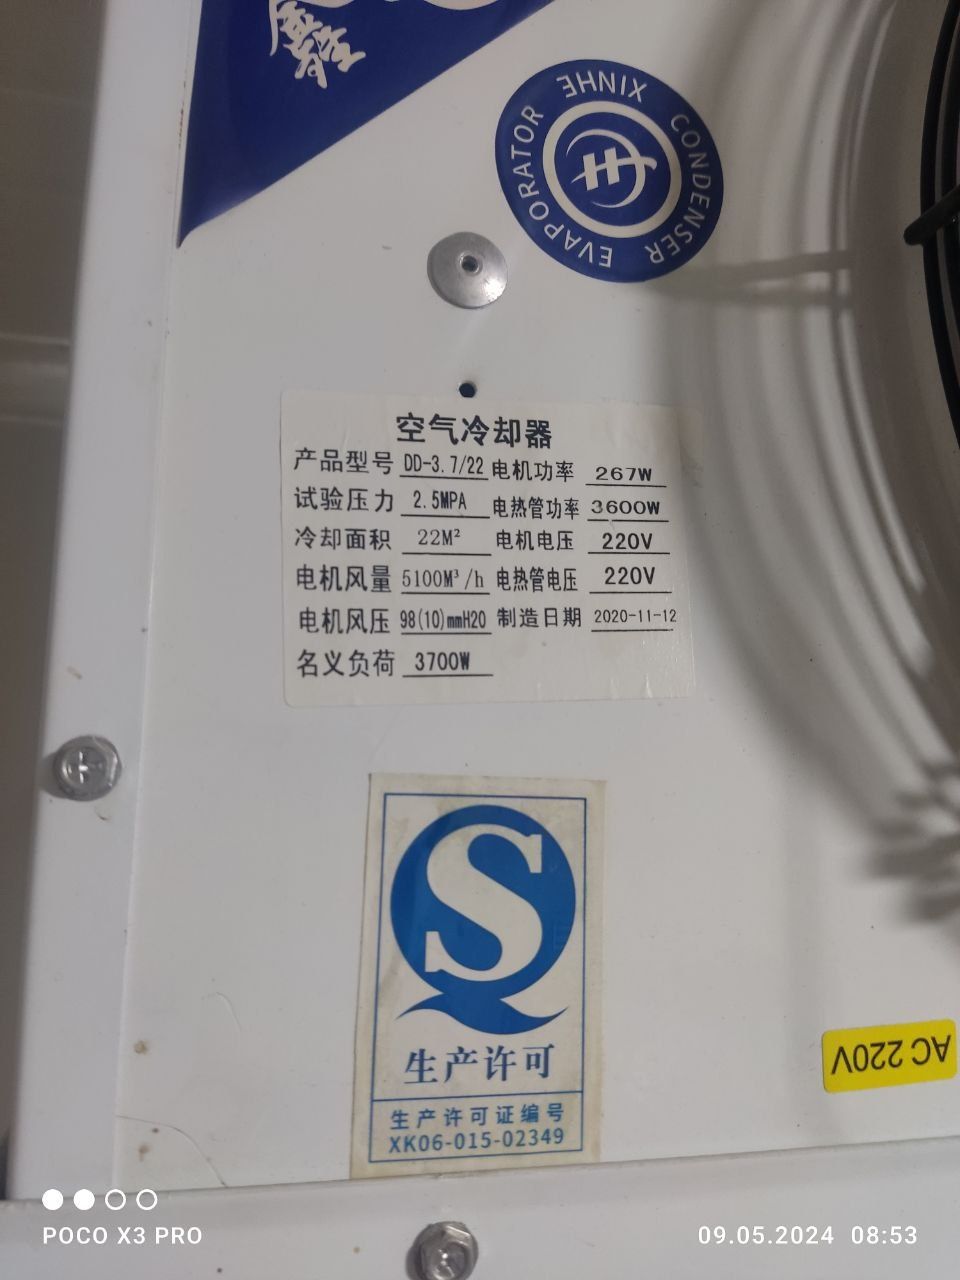 鑫
XINHE CONDENSER EVAPORATOR
空气冷却器
产品型号 DD-3.7/22 电机功率 267W
试验压力 2.5MPA 电热管功率 3600W
冷却面积 22M² 电机电压 220V
电机风量 5100M³/h 电热管电压 220V
电机风压 98(10)mmH20 制造日期 2020-11-12
名义负荷 3700W
S
生产许可
生产许可证编号
XK06-015-02349
AC 220V
POCO X3 PRO
09.05.2024 08:53